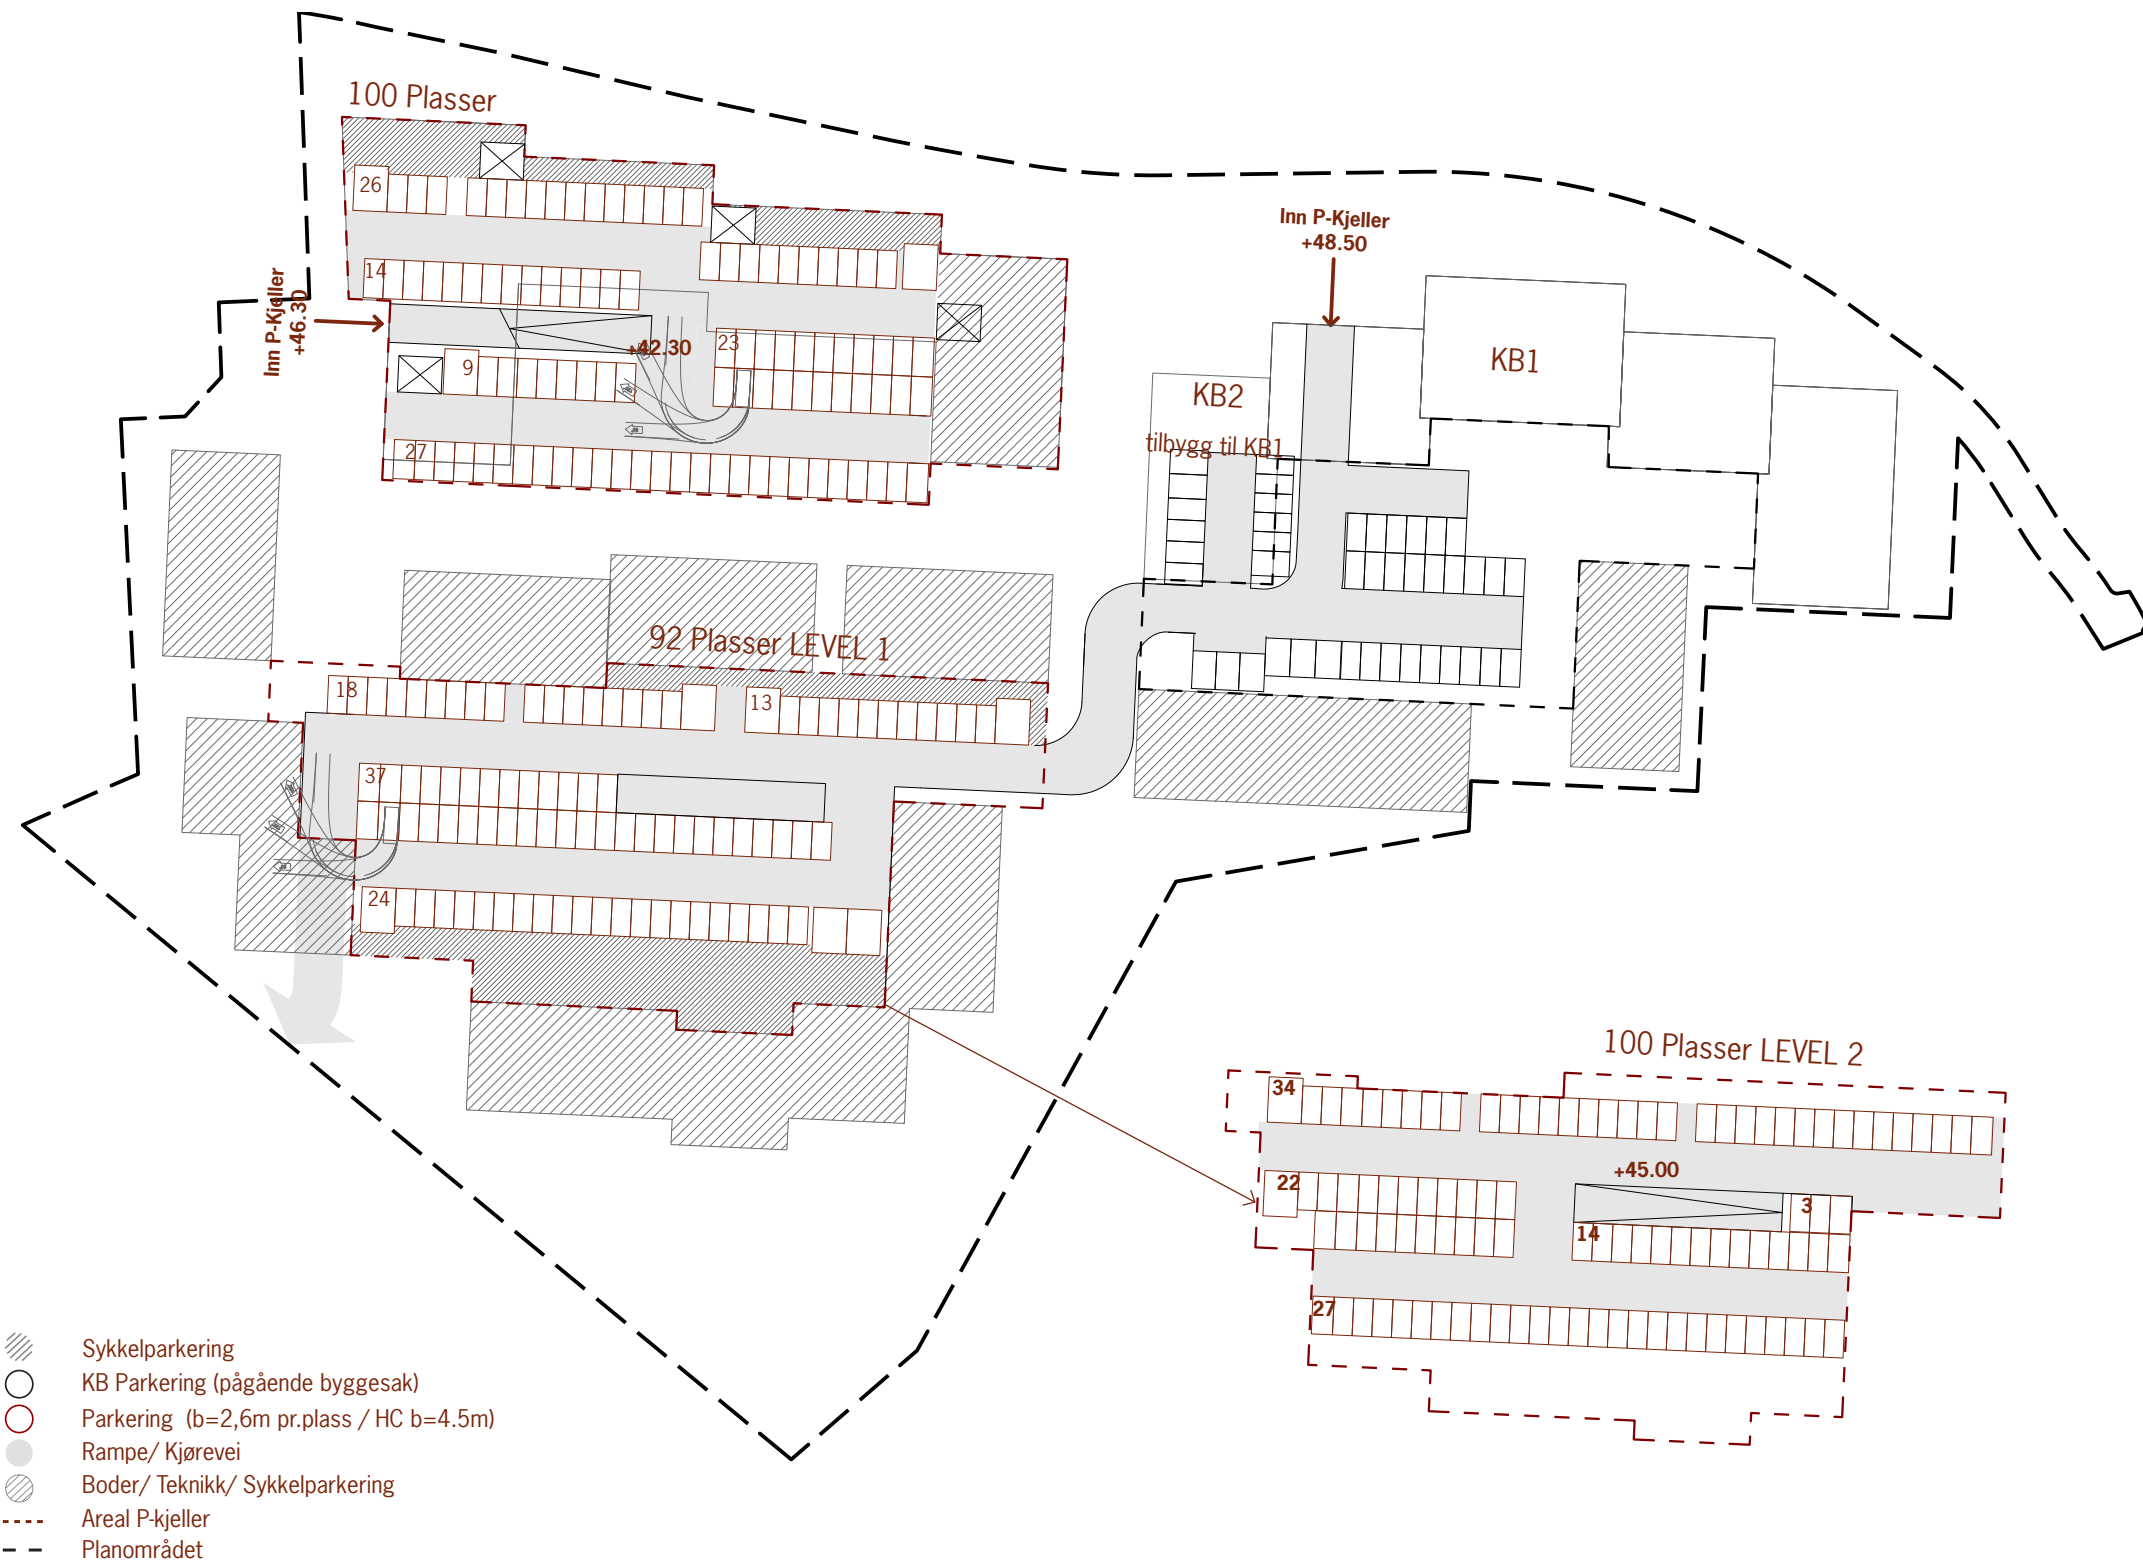 100 Plasser
26
14
Inn P-Kjeller
+46.30
+42.30
23
9
27
Inn P-Kjeller
+48.50
KB1
KB2
tilbygg til KB1
92 Plasser LEVEL 1
18
13
37
24
100 Plasser LEVEL 2
34
+45.00
22
3
14
27
Sykkelparkering
KB Parkering (pågående byggesak)
Parkering (b=2,6m pr.plass / HC b=4.5m)
Rampe/ Kjørevei
Boder/ Teknikk/ Sykkelparkering
Areal P-kjeller
Planområdet